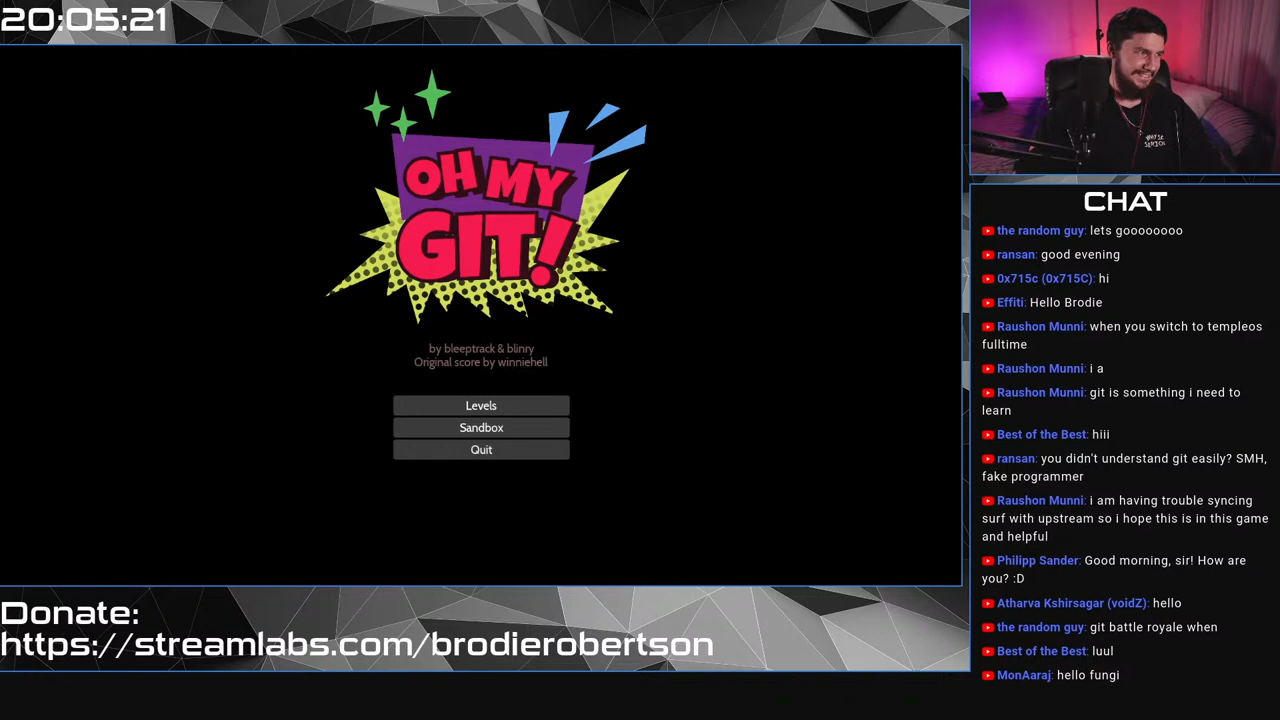 20:05:21
OH MY
GIT!
by bleeptrack & blinry
Original score by winniehell
Levels
Sandbox
Quit
Donate:
https://streamlabs.com/brodierobertson
WHY SO
SERIOUS
CHAT
the random guy: lets goooooooo
ransan: good evening
0x715c (0x715C): hi
Effiti: Hello Brodie
Raushon Munni: when you switch to templeos
fulltime
Raushon Munni: i a
Raushon Munni: git is something i need to
learn
Best of the Best: hiii
ransan: you didn't understand git easily? SMH,
fake programmer
Raushon Munni: i am having trouble syncing
surf with upstream so i hope this is in this game
and helpful
Philipp Sander: Good morning, sir! How are
you? :D
Atharva Kshirsagar (voidZ): hello
the random guy: git battle royale when
Best of the Best: luul
MonAaraj: hello fungi